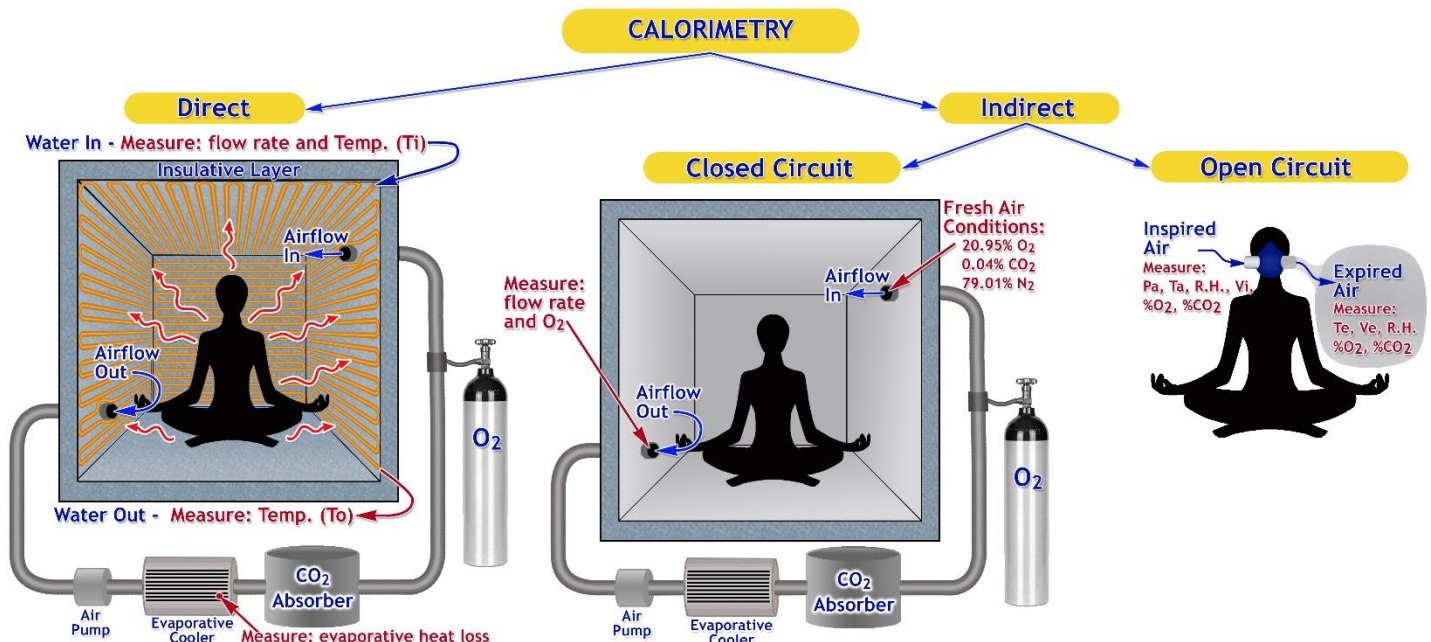 CALORIMETRY
Direct
Indirect
Water In - Measure: flow rate and Temp. (Ti)
Insulative Layer
Airflow
In
Airflow
Out
O2
Water Out - Measure: Temp. (To)
Air
Pump
Evaporative
Cooler
CO2
Absorber
Measure: evaporative heat loss
Closed Circuit
Fresh Air
Conditions:
20.95% O2
0.04% CO2
79.01% N2
Measure:
flow rate
and O2
Airflow
In
Airflow
Out
O2
Air
Pump
Evaporative
Cooler
CO2
Absorber
Open Circuit
Inspired
Air
Measure:
Pa, Ta, R.H., Vi,
%O2, %CO2
Expired
Air
Measure:
Te, Ve, R.H.
%O2, %CO2